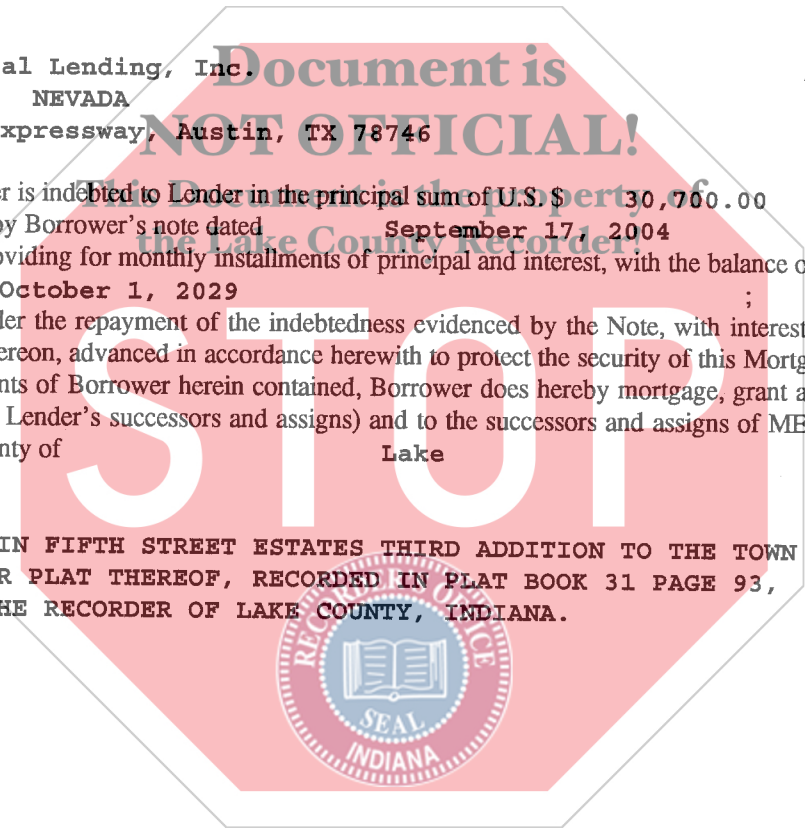 al Lending, Inc.
Document is
NEVADA
xpressway, Austin, TX 78746
NOT OFFICIAL!
er is indebted to Lender in the principal sum of U.S. $ 30,700.00
This Document is the property of
by Borrower's note dated September 17, 2004
the Lake County Recorder!
oviding for monthly installments of principal and interest, with the balance o
October 1, 2029 ;
der the repayment of the indebtedness evidenced by the Note, with interest
ereon, advanced in accordance herewith to protect the security of this Mortg
nts of Borrower herein contained, Borrower does hereby mortgage, grant a
Lender's successors and assigns) and to the successors and assigns of ME
nty of Lake
STOP
IN FIFTH STREET ESTATES THIRD ADDITION TO THE TOWN
R PLAT THEREOF, RECORDED IN PLAT BOOK 31 PAGE 93,
HE RECORDER OF LAKE COUNTY, INDIANA.
RECORDER OFFICE
SEAL
INDIANA